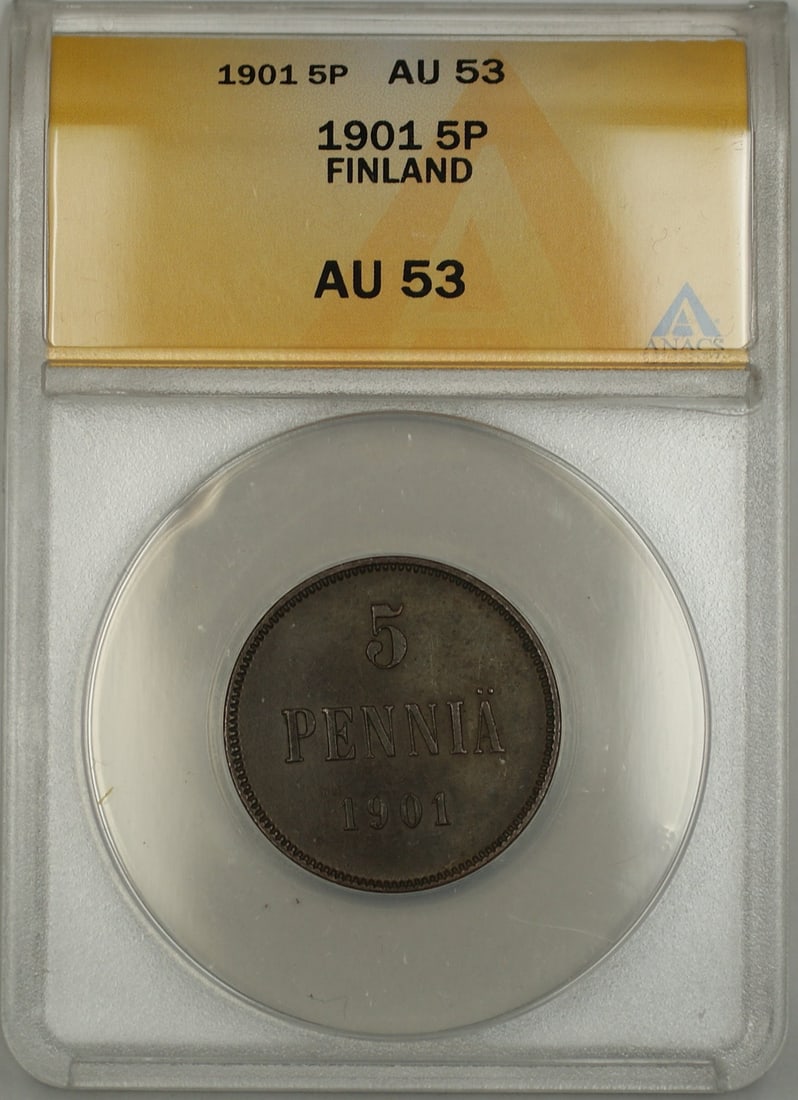 1901 5P AU 53
1901 5P
FINLAND
AU 53
ANACS
5
PENNIÄ
1901